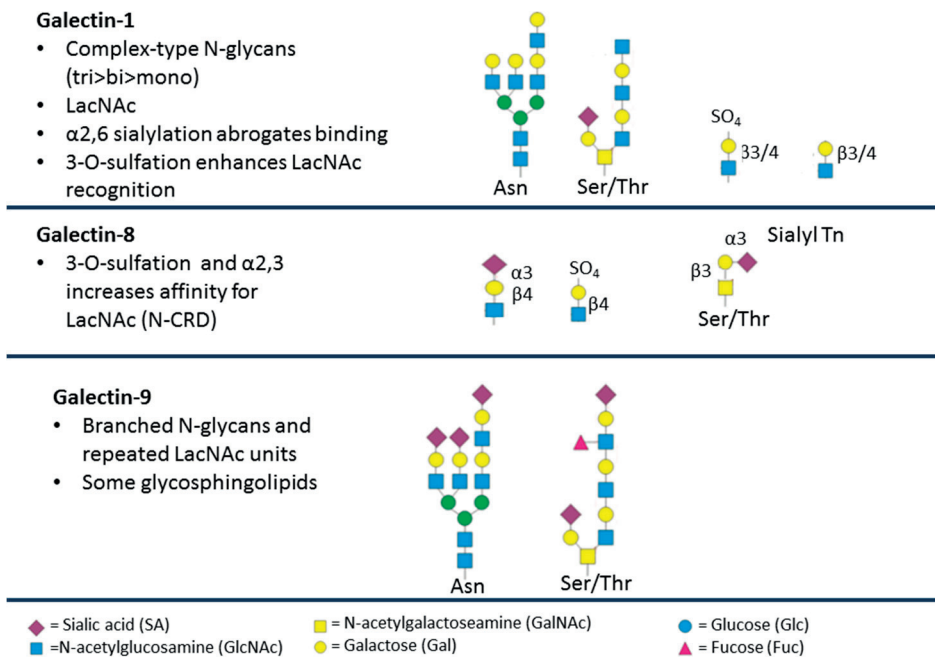 Galectin-1
• Complex-type N-glycans
(tri>bi>mono)
• LacNAc
• α2,6 sialylation abrogates binding
• 3-O-sulfation enhances LacNAc
recognition
Asn
Ser/Thr
SO4
β3/4
β3/4
Galectin-8
• 3-O-sulfation and α2,3
increases affinity for
LacNAc (N-CRD)
α3
β4
SO4
β4
α3
Sialyl Tn
β3
Ser/Thr
Galectin-9
• Branched N-glycans and
repeated LacNAc units
• Some glycosphingolipids
Asn
Ser/Thr
= Sialic acid (SA)
=N-acetylglucosamine (GlcNAc)
= N-acetylgalactoseamine (GalNAc)
= Galactose (Gal)
= Glucose (Glc)
= Fucose (Fuc)